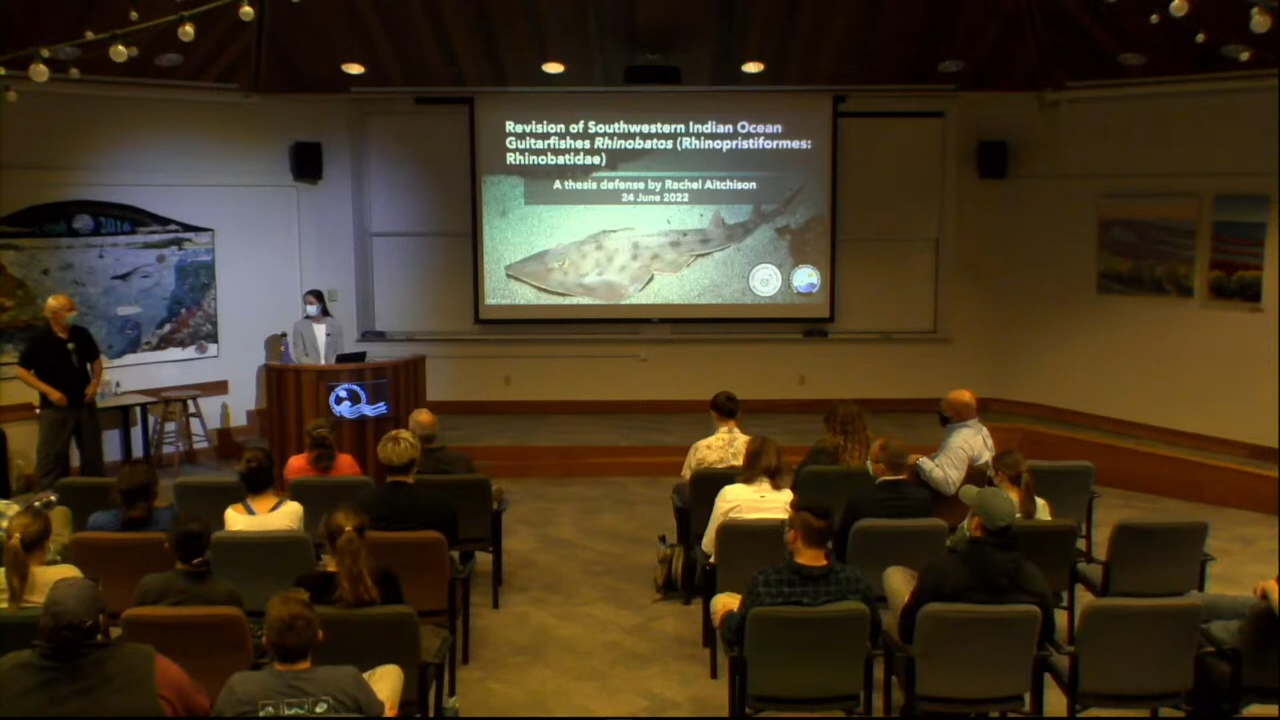 Revision of Southwestern Indian Ocean
Guitarfishes Rhinobatos (Rhinopristiformes:
Rhinobatidae)
A thesis defense by Rachel Aitchison
24 June 2022
2016